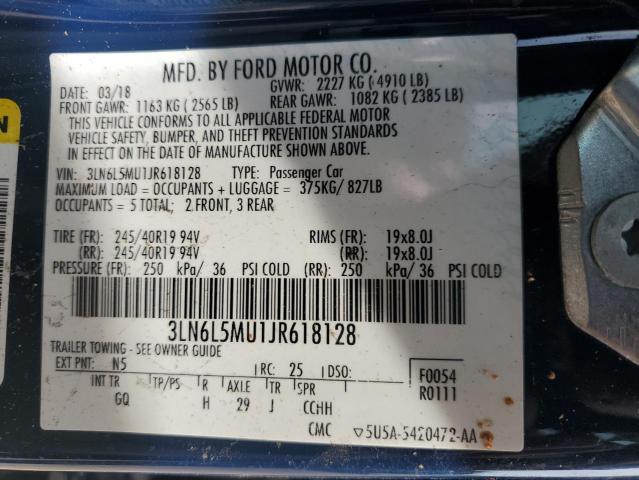 MFD. BY FORD MOTOR CO.
DATE: 03/18 GVWR: 2227 KG ( 4910 LB)
FRONT GAWR: 1163 KG ( 2565 LB) REAR GAWR: 1082 KG ( 2385 LB)
THIS VEHICLE CONFORMS TO ALL APPLICABLE FEDERAL MOTOR
VEHICLE SAFETY, BUMPER, AND THEFT PREVENTION STANDARDS
IN EFFECT ON THE DATE OF MANUFACTURE SHOWN ABOVE.
VIN: 3LN6L5MU1JR618128 TYPE: Passenger Car
MAXIMUM LOAD = OCCUPANTS + LUGGAGE = 375KG/ 827LB
OCCUPANTS = 5 TOTAL: 2 FRONT, 3 REAR
TIRE (FR): 245/40R19 94V RIMS (FR): 19x8.0J
(RR): 245/40R19 94V (RR): 19x8.0J
PRESSURE (FR): 250 kPa/ 36 PSI COLD (RR): 250 kPa/ 36 PSI COLD
3LN6L5MU1JR618128
TRAILER TOWING - SEE OWNER GUIDE
EXT PNT: N5 RC: 25 DSO: F0054
INT TR TP/PS R AXLE TR SPR R0111
GQ H 29 J CCHH
CMC ▽5U5A-5420472-AA